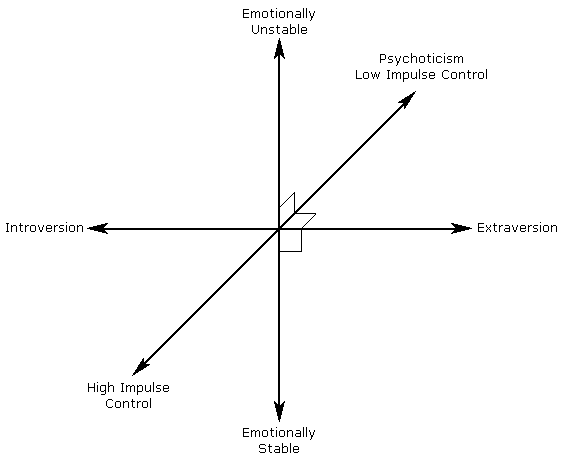 Emotionally
Unstable
Psychoticism
Low Impulse Control
Introversion
Extraversion
High Impulse
Control
Emotionally
Stable